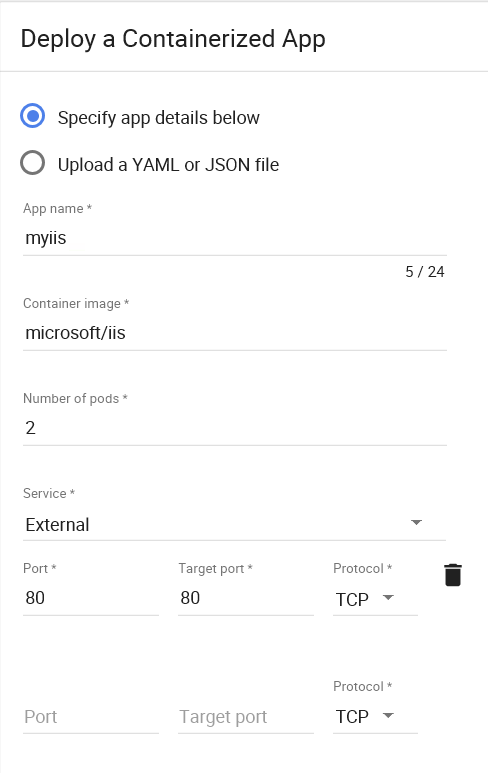 Deploy a Containerized App
Specify app details below
Upload a YAML or JSON file
App name *
myiis
5 / 24
Container image *
microsoft/iis
Number of pods *
2
Service *
External
Port * Target port * Protocol *
80 80 TCP
Protocol *
Port Target port TCP